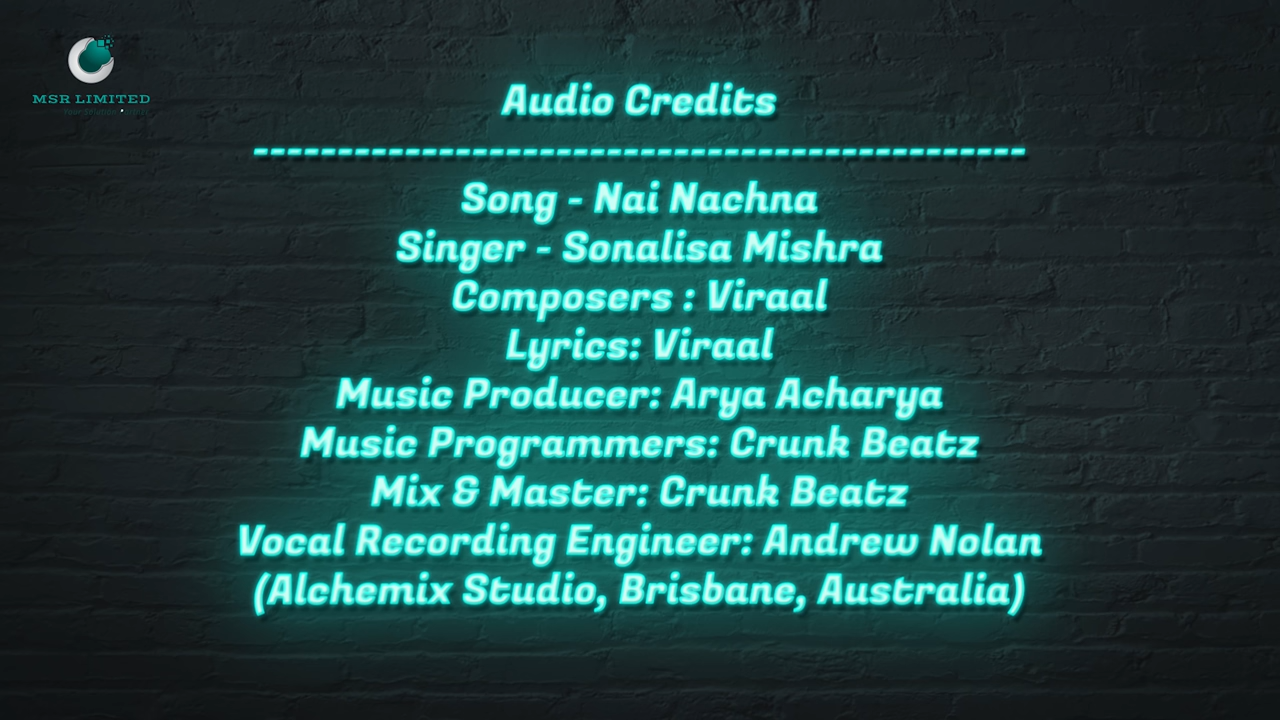 MSR LIMITED
Audio Credits
-----------------------------------------------
Song - Nai Nachna
Singer - Sonalisa Mishra
Composers : Viraal
Lyrics: Viraal
Music Producer: Arya Acharya
Music Programmers: Crunk Beatz
Mix & Master: Crunk Beatz
Vocal Recording Engineer: Andrew Nolan
(Alchemix Studio, Brisbane, Australia)